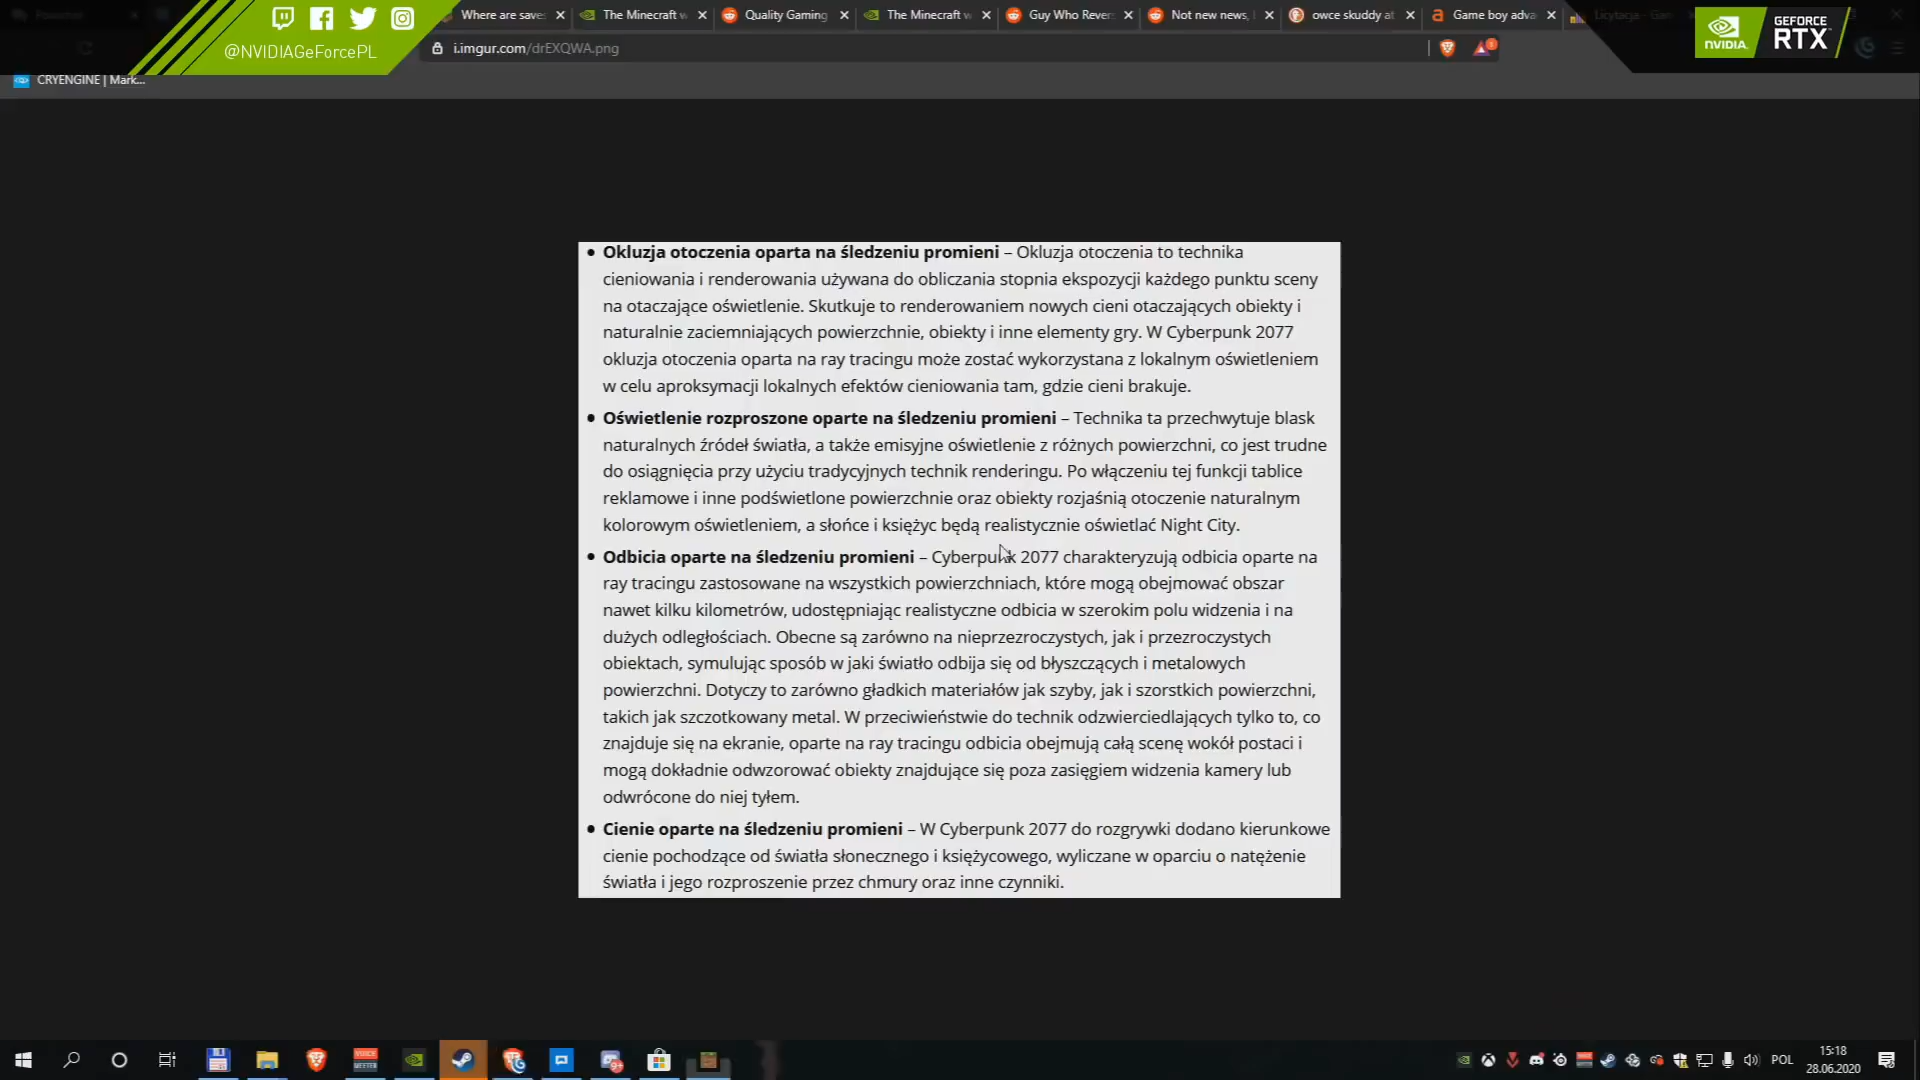 Where are save
The Minecraft w
Quality Gaming
The Minecraft w
Guy Who Rever
Not new news,
owce skuddy at
Game boy adva
Licytacja - Gam
@NVIDIAGeForcePL
i.imgur.com/drEXQWA.png
NVIDIA.
GEFORCE
RTX
CRYENGINE | Mark...
• Okluzja otoczenia oparta na śledzeniu promieni – Okluzja otoczenia to technika
cieniowania i renderowania używana do obliczania stopnia ekspozycji każdego punktu sceny
na otaczające oświetlenie. Skutkuje to renderowaniem nowych cieni otaczających obiekty i
naturalnie zaciemniających powierzchnie, obiekty i inne elementy gry. W Cyberpunk 2077
okluzja otoczenia oparta na ray tracingu może zostać wykorzystana z lokalnym oświetleniem
w celu aproksymacji lokalnych efektów cieniowania tam, gdzie cieni brakuje.
• Oświetlenie rozproszone oparte na śledzeniu promieni – Technika ta przechwytuje blask
naturalnych źródeł światła, a także emisyjne oświetlenie z różnych powierzchni, co jest trudne
do osiągnięcia przy użyciu tradycyjnych technik renderingu. Po włączeniu tej funkcji tablice
reklamowe i inne podświetlone powierzchnie oraz obiekty rozjaśnią otoczenie naturalnym
kolorowym oświetleniem, a słońce i księżyc będą realistycznie oświetlać Night City.
• Odbicia oparte na śledzeniu promieni – Cyberpunk 2077 charakteryzują odbicia oparte na
ray tracingu zastosowane na wszystkich powierzchniach, które mogą obejmować obszar
nawet kilku kilometrów, udostępniając realistyczne odbicia w szerokim polu widzenia i na
dużych odległościach. Obecne są zarówno na nieprzezroczystych, jak i przezroczystych
obiektach, symulując sposób w jaki światło odbija się od błyszczących i metalowych
powierzchni. Dotyczy to zarówno gładkich materiałów jak szyby, jak i szorstkich powierzchni,
takich jak szczotkowany metal. W przeciwieństwie do technik odzwierciedlających tylko to, co
znajduje się na ekranie, oparte na ray tracingu odbicia obejmują całą scenę wokół postaci i
mogą dokładnie odwzorować obiekty znajdujące się poza zasięgiem widzenia kamery lub
odwrócone do niej tyłem.
• Cienie oparte na śledzeniu promieni – W Cyberpunk 2077 do rozgrywki dodano kierunkowe
cienie pochodzące od światła słonecznego i księżycowego, wyliczane w oparciu o natężenie
światła i jego rozproszenie przez chmury oraz inne czynniki.
POL
15:18
28.06.2020